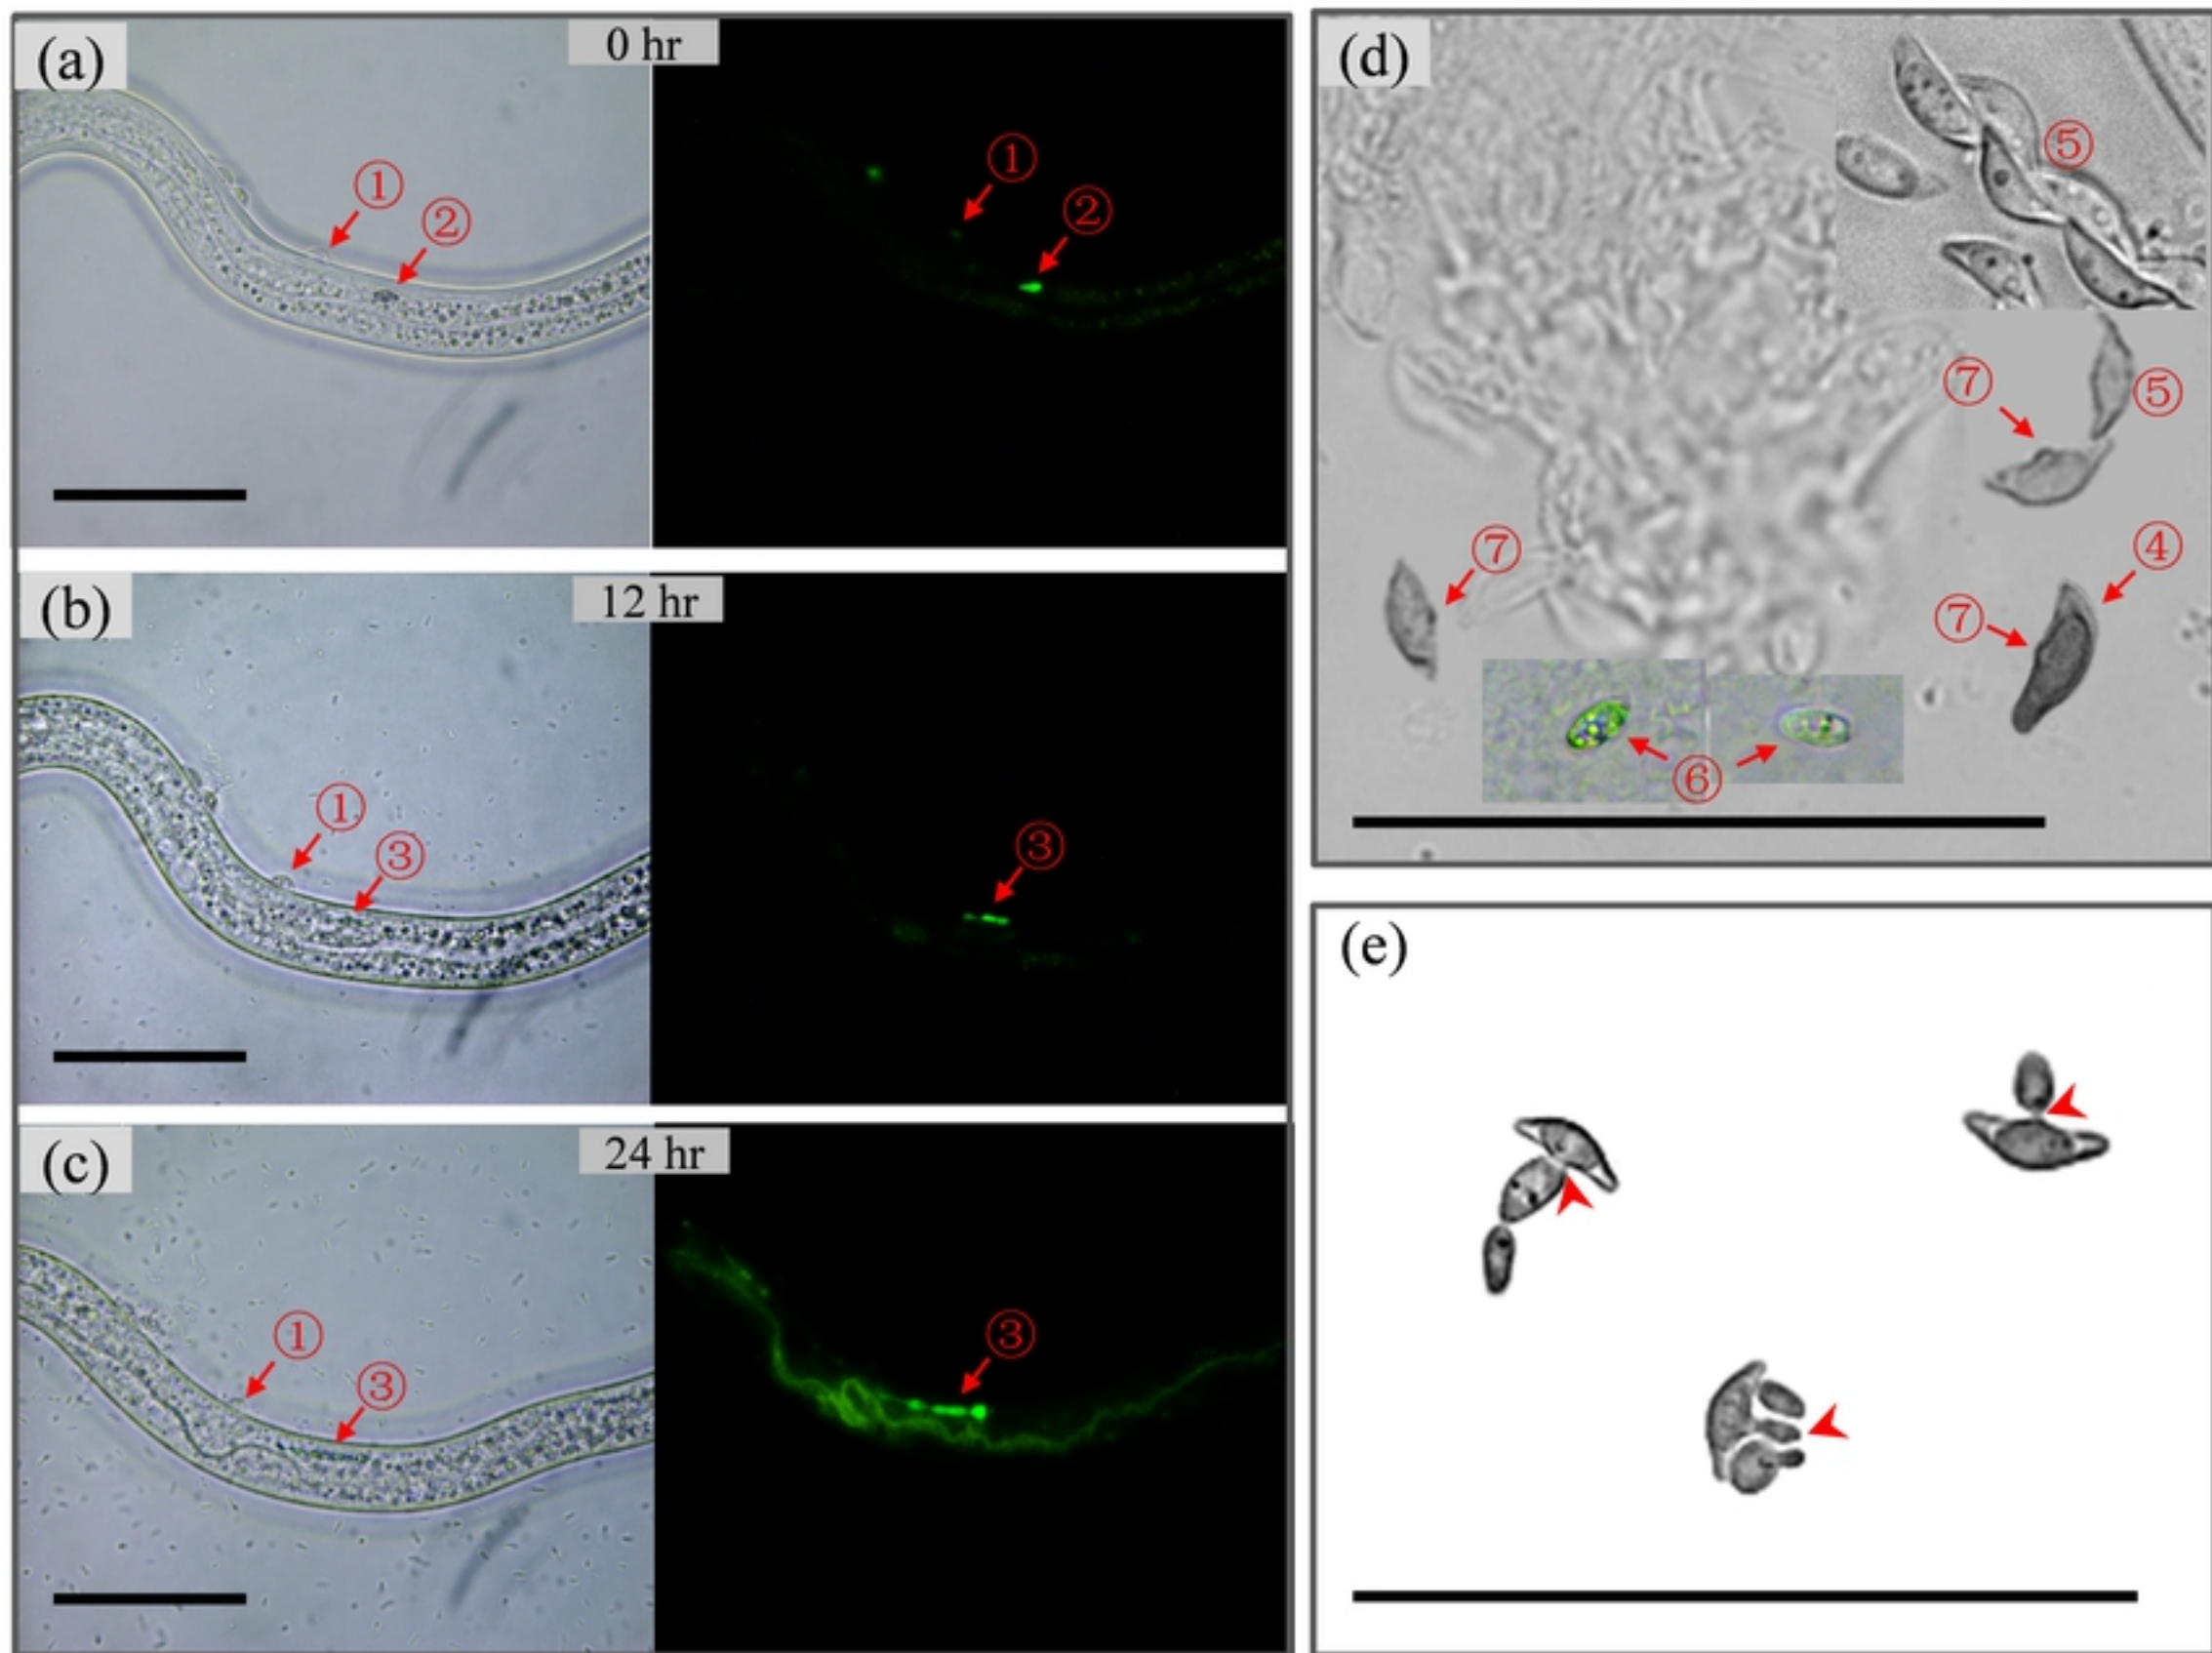 (a)
0 hr
①
②
①
②
(b)
12 hr
①
③
③
(c)
24 hr
①
③
③
(d)
⑤
⑦
⑤
⑦
④
⑦
⑥
(e)